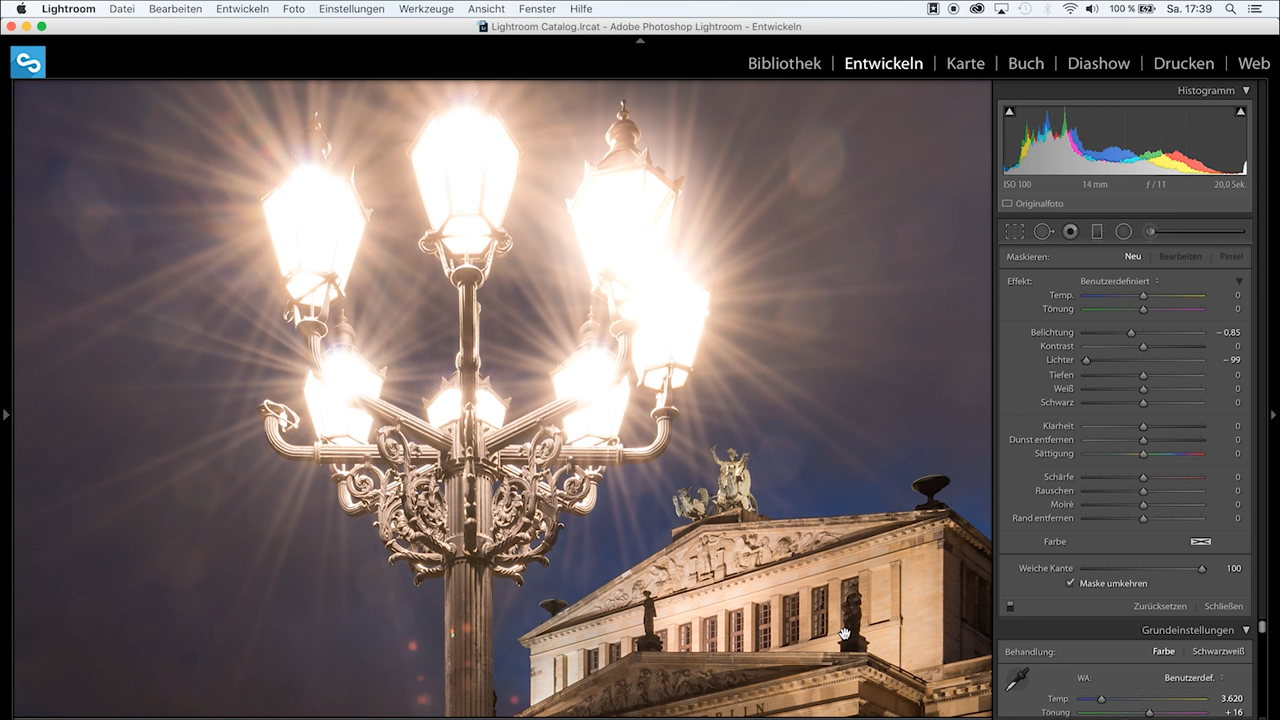 Lightroom Datei Bearbeiten Entwickeln Foto Einstellungen Werkzeuge Ansicht Fenster Hilfe 100 % Sa. 17:39
Lightroom Catalog.lrcat - Adobe Photoshop Lightroom - Entwickeln
Bibliothek | Entwickeln | Karte | Buch | Diashow | Drucken | Web
Histogramm
ISO 100 14 mm ƒ / 11 20,0 Sek.
Originalfoto
Maskieren: Neu Bearbeiten Pinsel
Effekt: Benutzerdefiniert
Temp. 0
Tönung 0
Belichtung – 0,85
Kontrast 0
Lichter – 99
Tiefen 0
Weiß 0
Schwarz 0
Klarheit 0
Dunst entfernen 0
Sättigung 0
Schärfe 0
Rauschen 0
Moiré 0
Rand entfernen 0
Farbe
Weiche Kante 100
Maske umkehren
Zurücksetzen Schließen
Grundeinstellungen
Behandlung: Farbe Schwarzweiß
WA: Benutzerdef.
Temp. 3.620
Tönung + 16